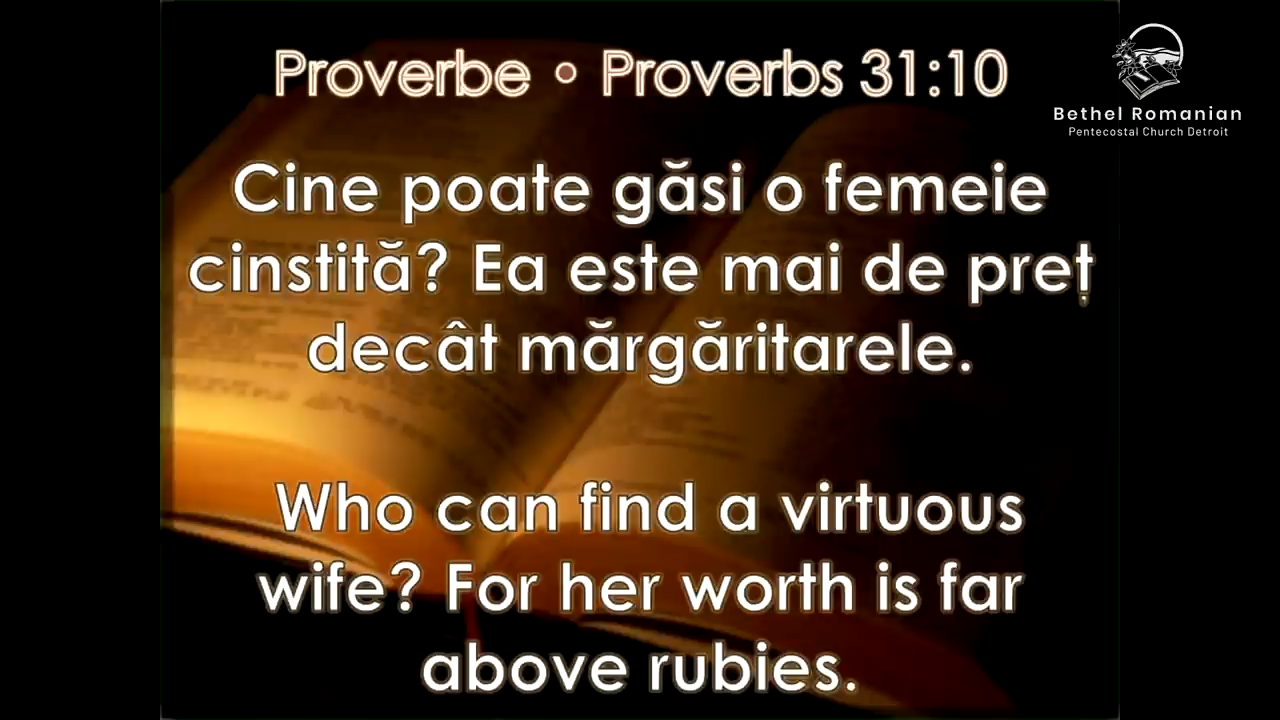 Proverbe • Proverbs 31:10
Bethel Romanian
Pentecostal Church Detroit
Cine poate găsi o femeie
cinstită? Ea este mai de preț
decât mărgăritarele.
Who can find a virtuous
wife? For her worth is far
above rubies.